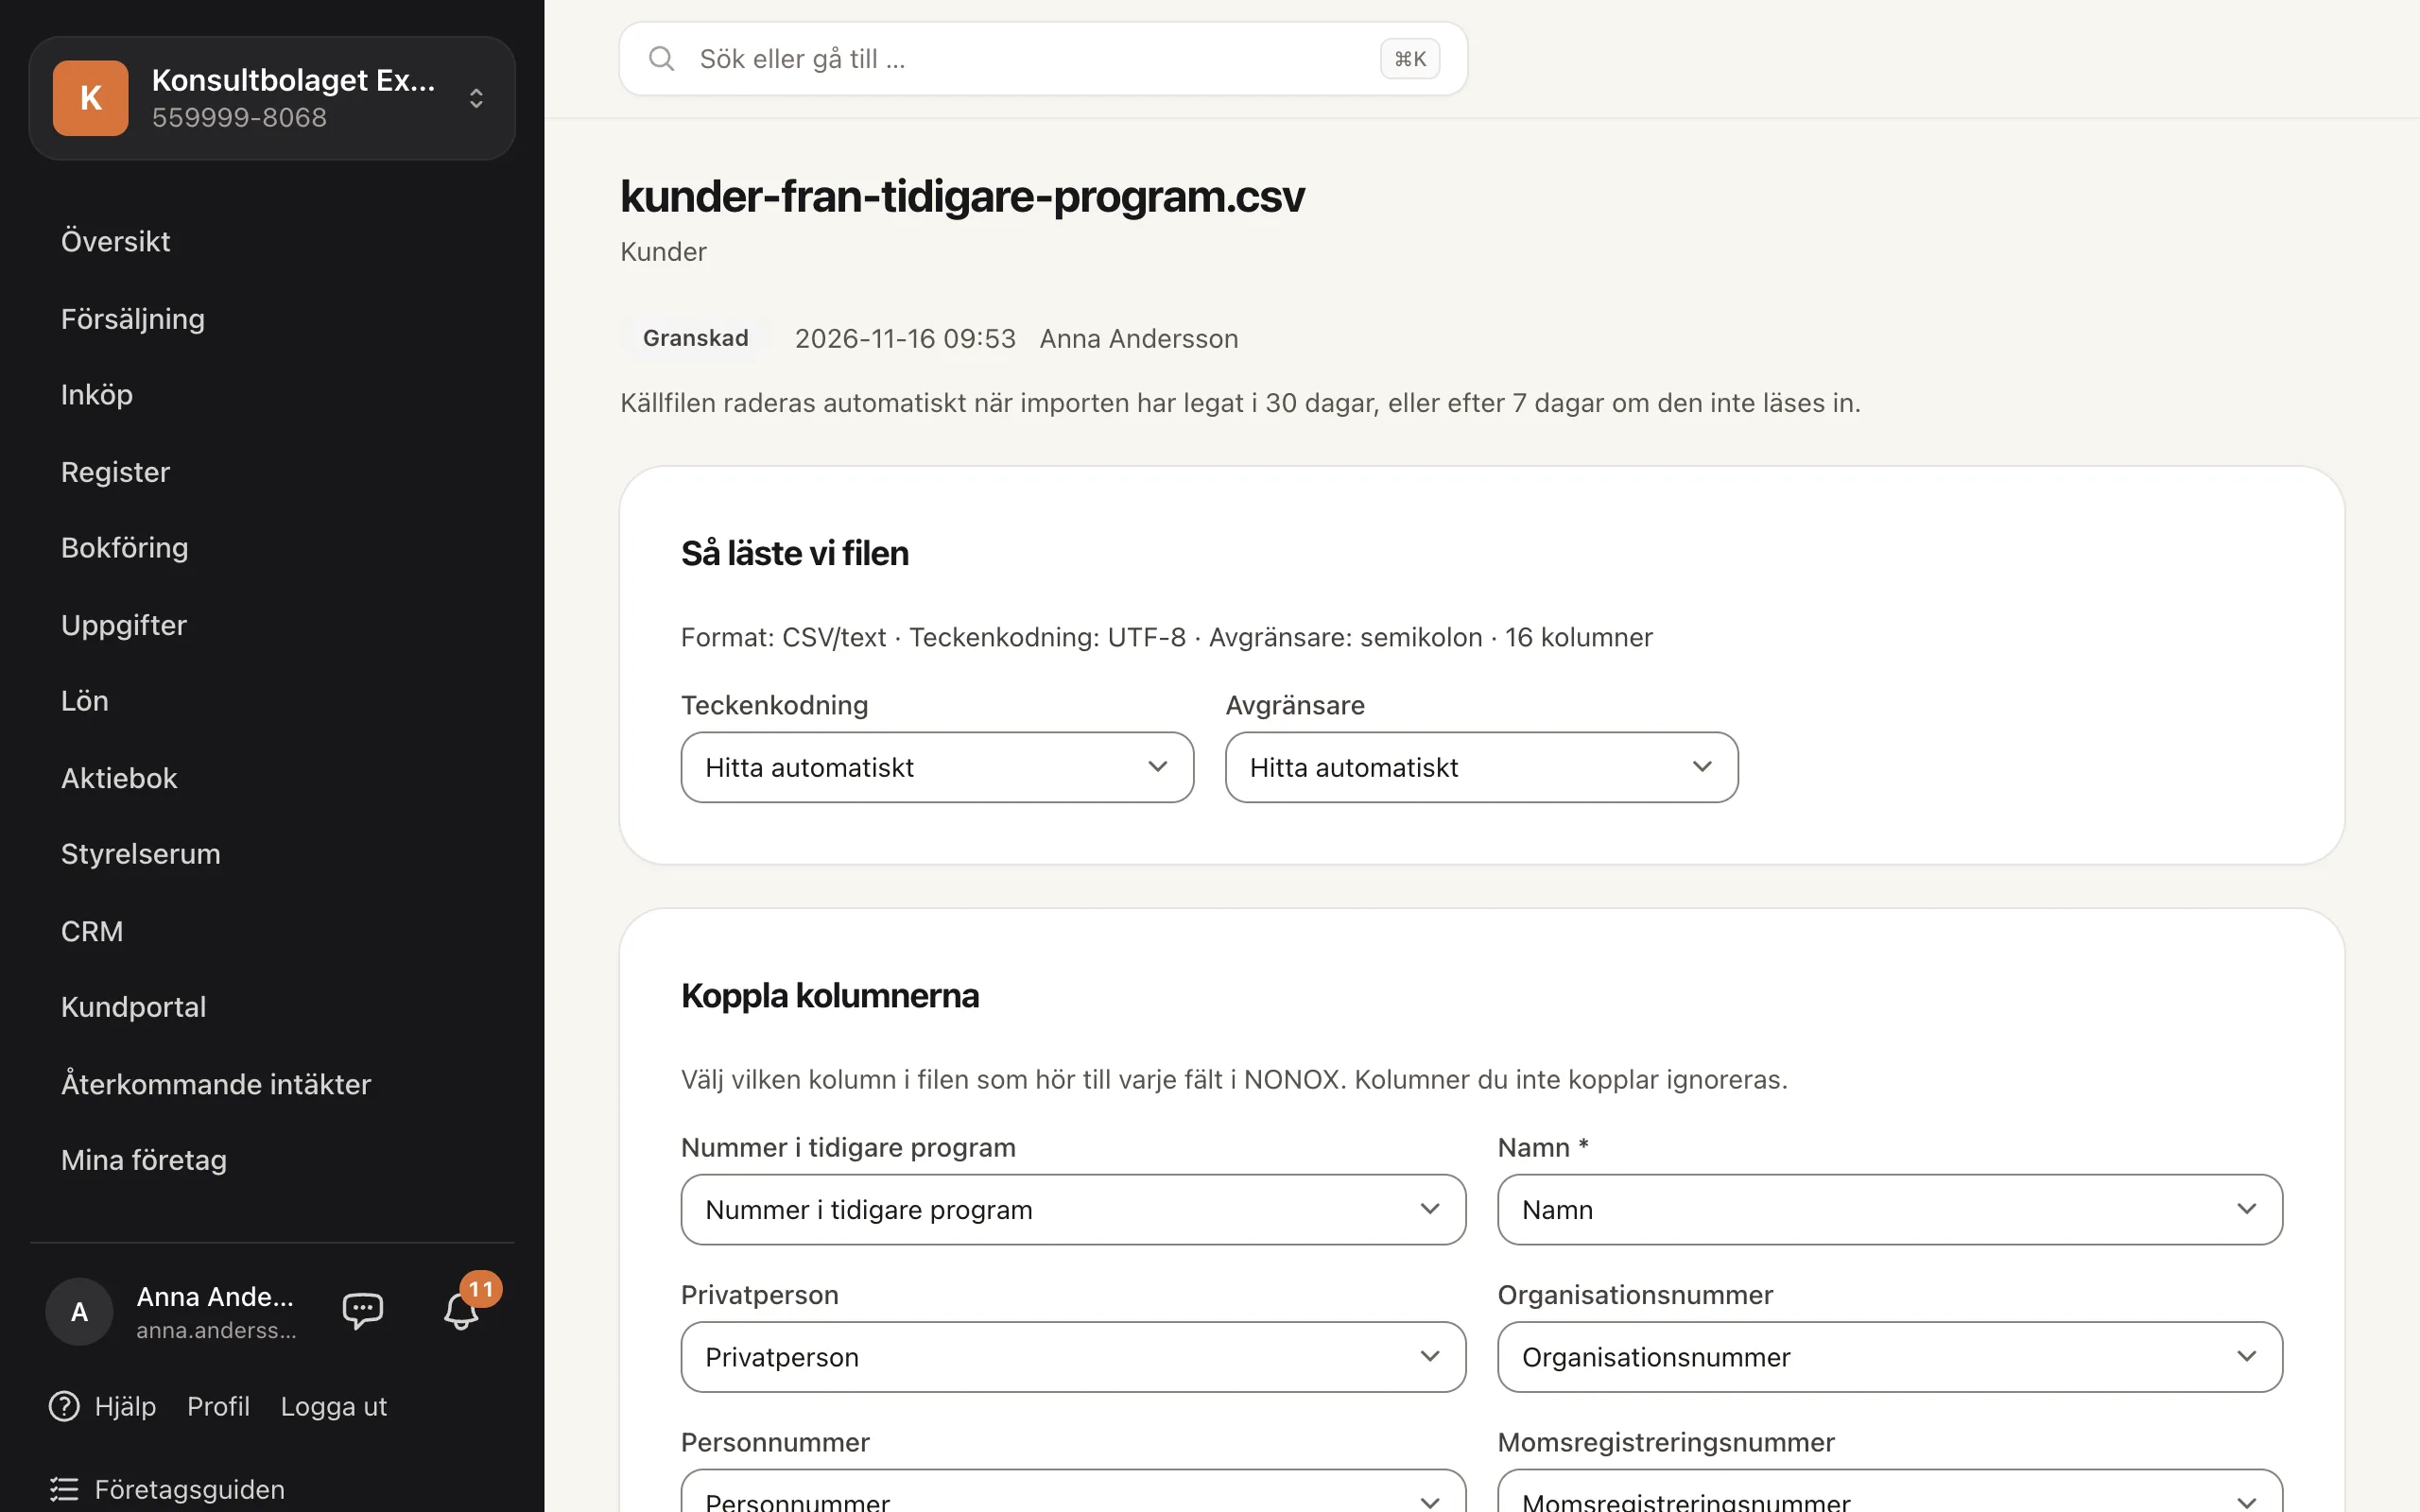 K
Konsultbolaget Ex...
559999-8068
Översikt
Försäljning
Inköp
Register
Bokföring
Uppgifter
Lön
Aktiebok
Styrelserum
CRM
Kundportal
Återkommande intäkter
Mina företag
A
Anna Ande...
anna.anderss...
11
Hjälp Profil Logga ut
Företagsguiden
Sök eller gå till ...
⌘K
kunder-fran-tidigare-program.csv
Kunder
Granskad 2026-11-16 09:53 Anna Andersson
Källfilen raderas automatiskt när importen har legat i 30 dagar, eller efter 7 dagar om den inte läses in.
Så läste vi filen
Format: CSV/text · Teckenkodning: UTF-8 · Avgränsare: semikolon · 16 kolumner
Teckenkodning Avgränsare
Hitta automatiskt Hitta automatiskt
Koppla kolumnerna
Välj vilken kolumn i filen som hör till varje fält i NONOX. Kolumner du inte kopplar ignoreras.
Nummer i tidigare program Namn *
Nummer i tidigare program Namn
Privatperson Organisationsnummer
Privatperson Organisationsnummer
Personnummer Momsregistreringsnummer
Personnummer Momsregistreringsnummer